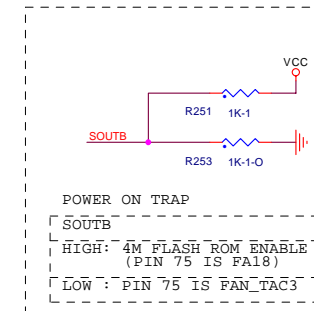 VCC
R251 1K-1
SOUTB
R253 1K-1-O
POWER ON TRAP
SOUTB
HIGH: 4M FLASH ROM ENABLE
(PIN 75 IS FA18)
LOW : PIN 75 IS FAN_TAC3